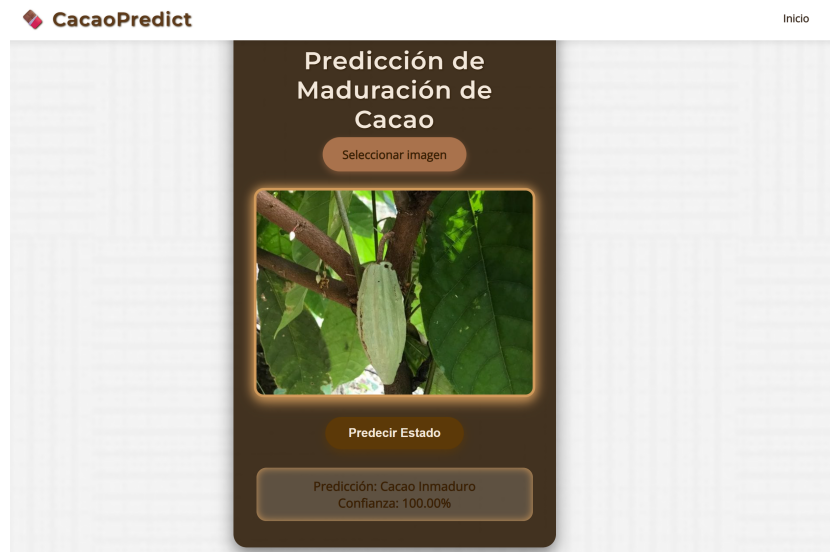 CacaoPredict
Inicio
Predicción de
Maduración de
Cacao
Seleccionar imagen
Predecir Estado
Predicción: Cacao Inmaduro
Confianza: 100.00%